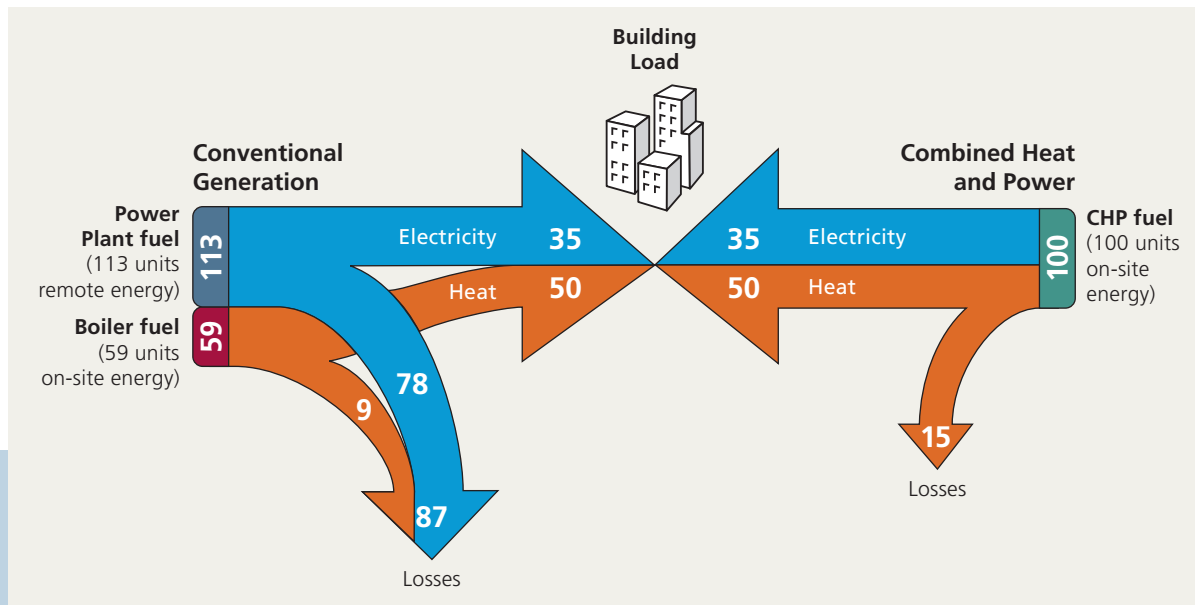 Building
Load
Conventional
Generation
Combined Heat
and Power
Power
Plant fuel
(113 units
remote energy)
113
Electricity 35
35 Electricity
100
CHP fuel
(100 units
on-site
energy)
Heat 50
50 Heat
Boiler fuel
(59 units
on-site energy)
59
78
9
15
Losses
87
Losses